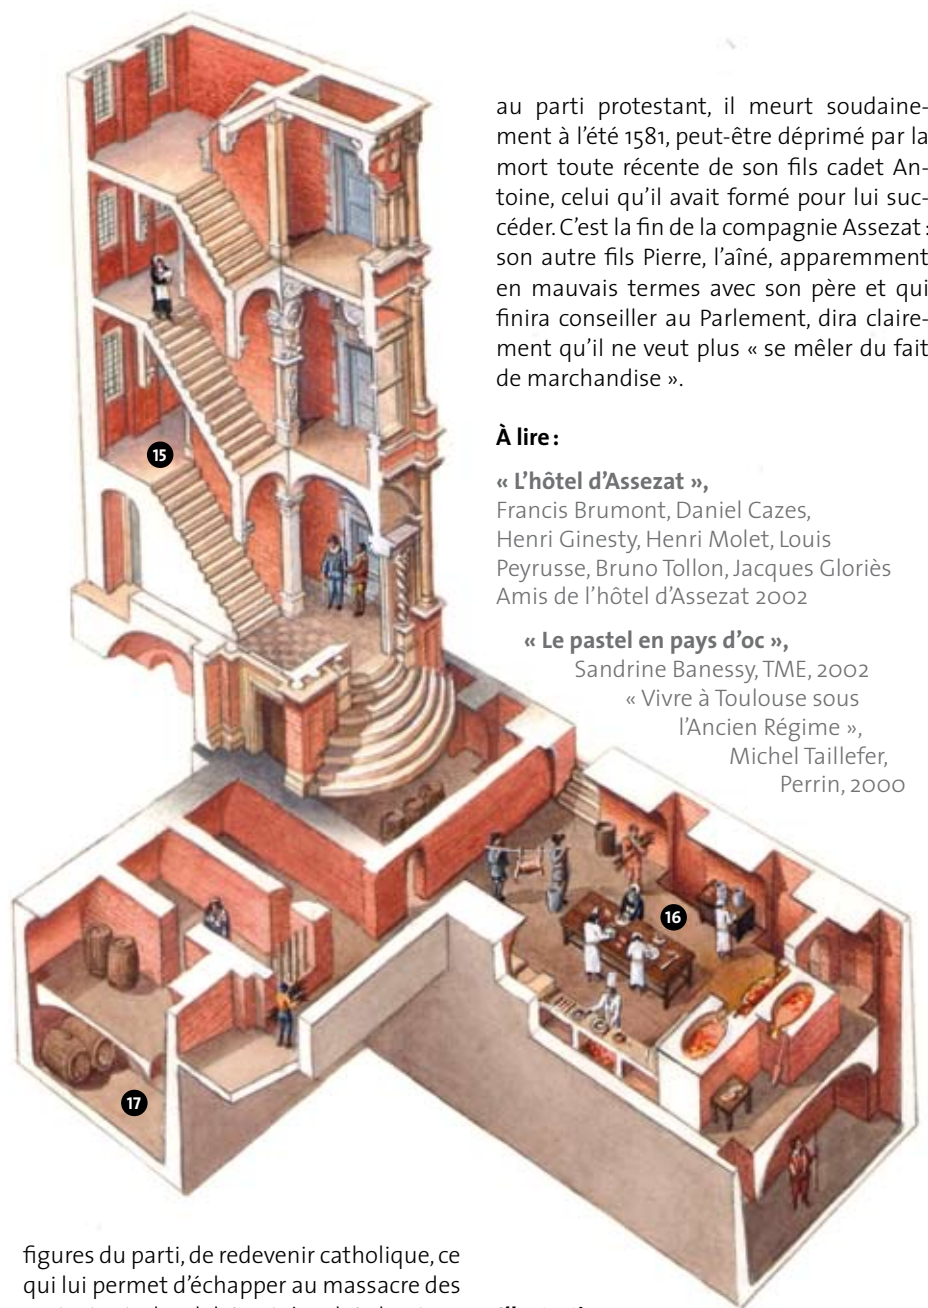 au parti protestant, il meurt soudaine-
ment à l'été 1581, peut-être déprimé par la
mort toute récente de son fils cadet An-
toine, celui qu'il avait formé pour lui suc-
céder. C'est la fin de la compagnie Assezat :
son autre fils Pierre, l'aîné, apparemment
en mauvais termes avec son père et qui
finira conseiller au Parlement, dira claire-
ment qu'il ne veut plus « se mêler du fait
de marchandise ».
À lire :
« L'hôtel d'Assezat »,
Francis Brumont, Daniel Cazes,
Henri Ginesty, Henri Molet, Louis
Peyrusse, Bruno Tollon, Jacques Gloriès
Amis de l'hôtel d'Assezat 2002
« Le pastel en pays d'oc »,
Sandrine Banessy, TME, 2002
« Vivre à Toulouse sous
l'Ancien Régime »,
Michel Taillefer,
Perrin, 2000
15
16
17
figures du parti, de redevenir catholique, ce
qui lui permet d'échapper au massacre des